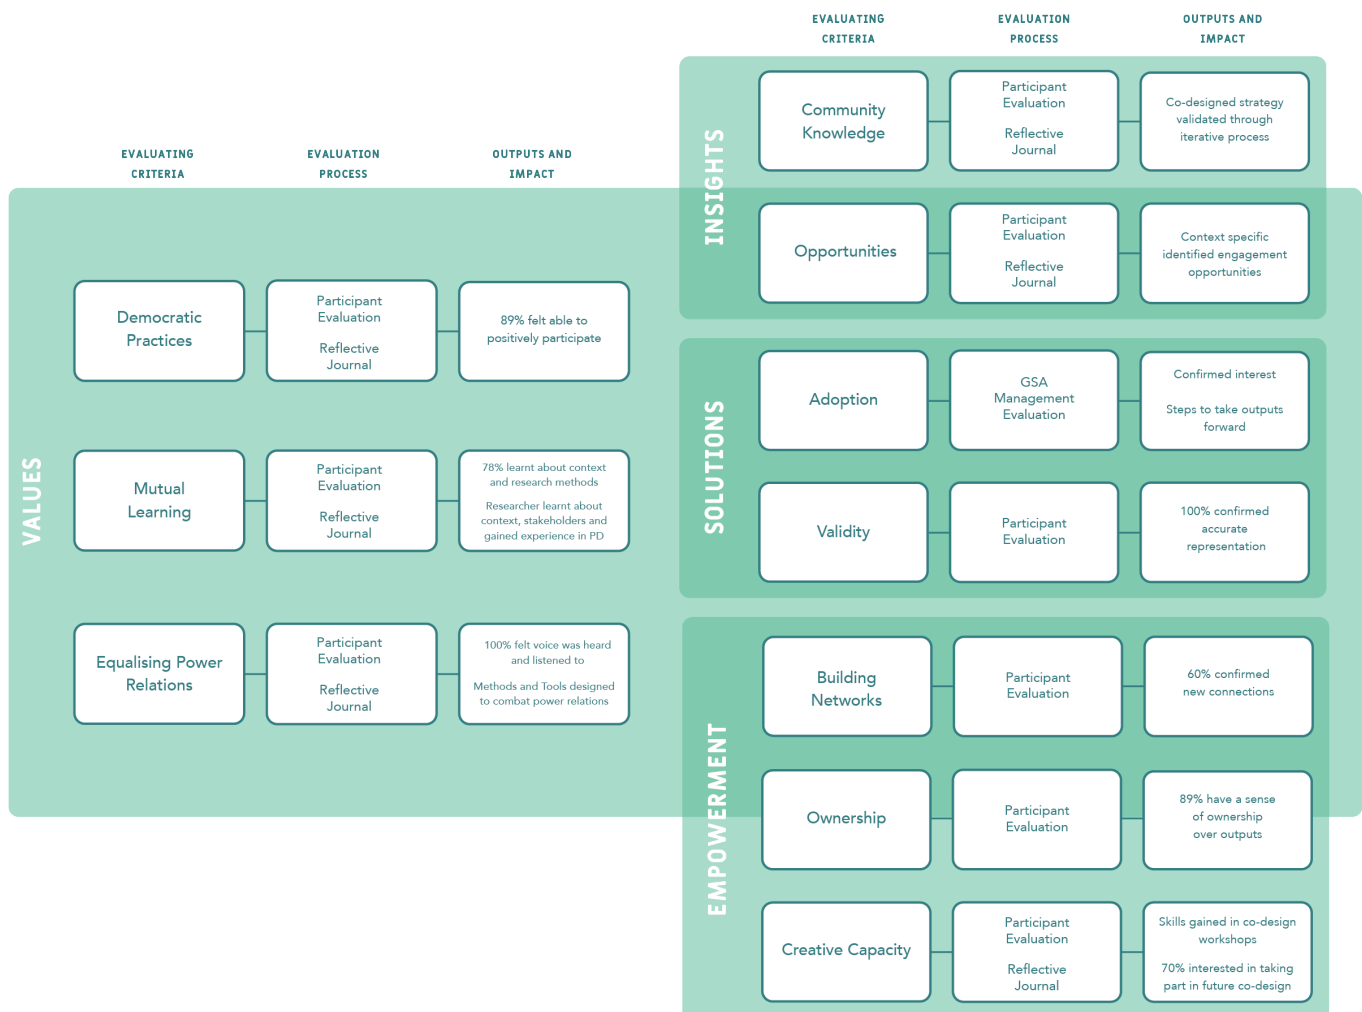 EVALUATING
CRITERIA
EVALUATION
PROCESS
OUTPUTS AND
IMPACT
VALUES
Democratic
Practices
Participant
Evaluation
Reflective
Journal
89% felt able to
positively participate
Mutual
Learning
Participant
Evaluation
Reflective
Journal
78% learnt about context
and research methods
Researcher learnt about
context, stakeholders and
gained experience in PD
Equalising Power
Relations
Participant
Evaluation
Reflective
Journal
100% felt voice was heard
and listened to
Methods and Tools designed
to combat power relations
EVALUATING
CRITERIA
EVALUATION
PROCESS
OUTPUTS AND
IMPACT
INSIGHTS
Community
Knowledge
Participant
Evaluation
Reflective
Journal
Co-designed strategy
validated through
iterative process
Opportunities
Participant
Evaluation
Reflective
Journal
Context specific
identified engagement
opportunities
SOLUTIONS
Adoption
GSA
Management
Evaluation
Confirmed interest
Steps to take outputs
forward
Validity
Participant
Evaluation
100% confirmed
accurate
representation
EMPOWERMENT
Building
Networks
Participant
Evaluation
60% confirmed
new connections
Ownership
Participant
Evaluation
89% have a sense
of ownership
over outputs
Creative Capacity
Participant
Evaluation
Reflective
Journal
Skills gained in co-design
workshops
70% interested in taking
part in future co-design